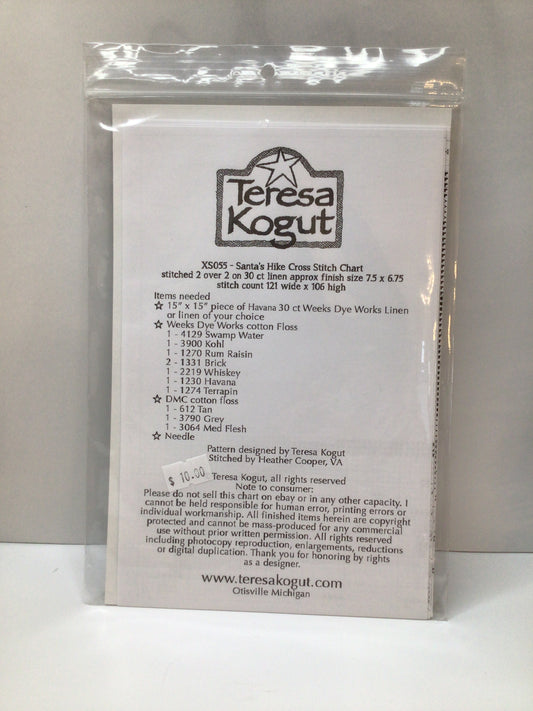 Teresa
Kogut
XS055 - Santa's Hike Cross Stitch Chart
stitched 2 over 2 on 30 ct linen approx finish size 7.5 x 6.75
stitch count 121 wide x 106 high
Items needed
15" x 15" piece of Havana 30 ct Weeks Dye Works Linen
or linen of your choice
Weeks Dye Works cotton Floss
1 - 4129 Swamp Water
1 - 3900 Kohl
1 - 1270 Rum Raisin
2 - 1331 Brick
1 - 2219 Whiskey
1 - 1230 Havana
1 - 1274 Terrapin
DMC cotton floss
1 - 612 Tan
1 - 3790 Grey
1 - 3064 Med Flesh
Needle
Pattern designed by Teresa Kogut
Stitched by Heather Cooper, VA
$ 10.00
Teresa Kogut, all rights reserved
Note to consumer:
Please do not sell this chart on ebay or in any other capacity. I
cannot be held responsible for human error, printing errors or
individual workmanship. All finished items herein are copyright
protected and cannot be mass-produced for any commercial
use without prior written permission. All rights reserved
including photocopy reproduction, enlargements, reductions
or digital duplication. Thank you for honoring by rights
as a designer.
www.teresakogut.com
Otisville Michigan